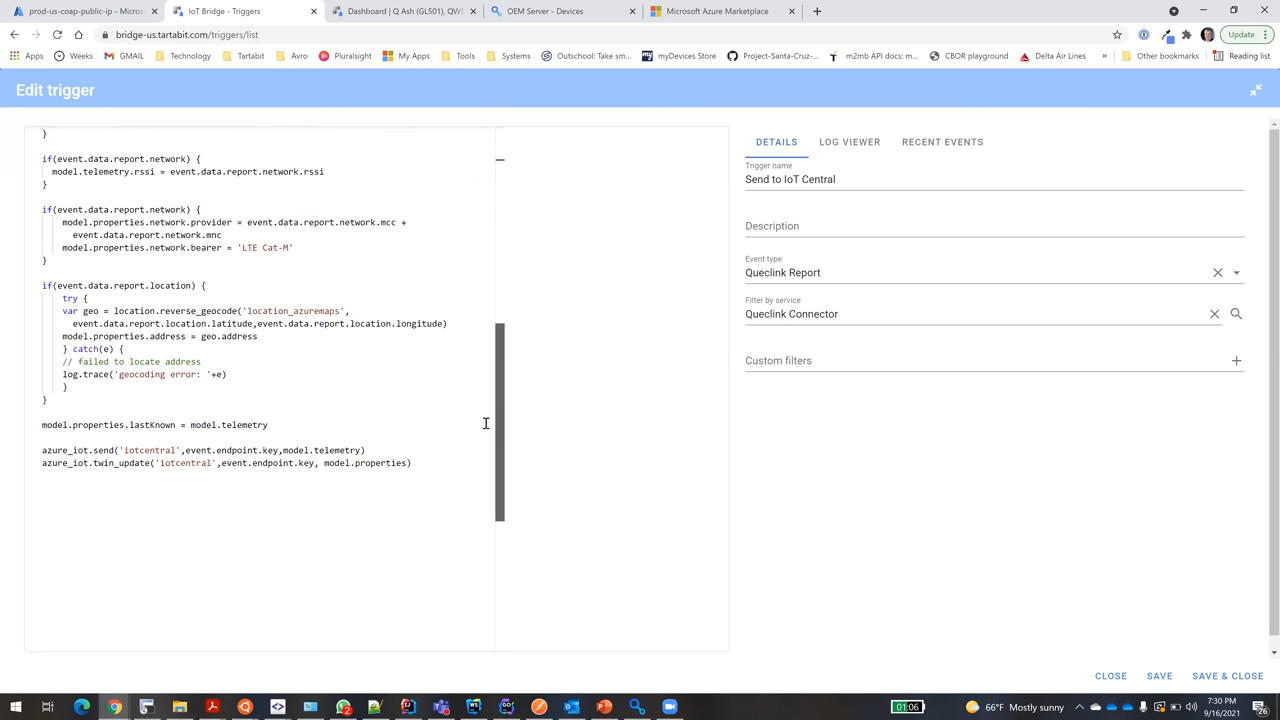 prod-us-coap-public-ip - Micros
IoT Bridge - Triggers
Dashboard | Q Ash (GL501), QWE
OEM Server - Devices
Microsoft Azure Marketplace
bridge-us.tartabit.com/triggers/list
Update
Apps
Weeks
GMAIL
Technology
Tartabit
Avro
Pluralsight
My Apps
Tools
Systems
Outschool: Take sm...
myDevices Store
Project-Santa-Cruz-...
m2mb API docs: m...
CBOR playground
Delta Air Lines
»
Other bookmarks
Reading list
Edit trigger
}
if(event.data.report.network) {
model.telemetry.rssi = event.data.report.network.rssi
}
if(event.data.report.network) {
model.properties.network.provider = event.data.report.network.mcc +
event.data.report.network.mnc
model.properties.network.bearer = 'LTE Cat-M'
}
if(event.data.report.location) {
try {
var geo = location.reverse_geocode('location_azuremaps',
event.data.report.location.latitude,event.data.report.location.longitude)
model.properties.address = geo.address
} catch(e) {
// failed to locate address
log.trace('geocoding error: '+e)
}
}
model.properties.lastKnown = model.telemetry
azure_iot.send('iotcentral',event.endpoint.key,model.telemetry)
azure_iot.twin_update('iotcentral',event.endpoint.key, model.properties)
DETAILS
LOG VIEWER
RECENT EVENTS
Trigger name
Send to IoT Central
Description
Event type
Queclink Report
Filter by service
Queclink Connector
Custom filters
CLOSE
SAVE
SAVE & CLOSE
01:06
66°F Mostly sunny
7:30 PM
9/16/2021
26